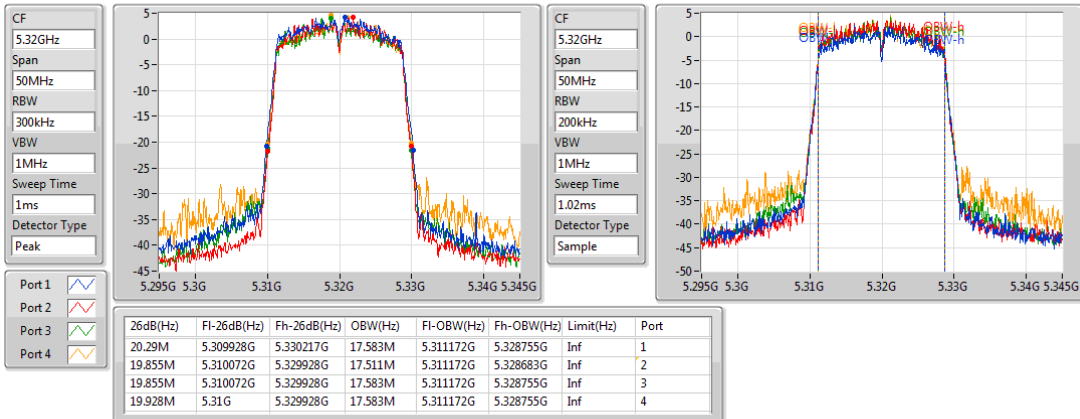 CF
5.32GHz
Span
50MHz
RBW
300kHz
VBW
1MHz
Sweep Time
1ms
Detector Type
Peak
5
0
-5
-10
-15
-20
-25
-30
-35
-40
-45
5.295G 5.3G 5.31G 5.32G 5.33G 5.34G 5.345G
CF
5.32GHz
Span
50MHz
RBW
200kHz
VBW
1MHz
Sweep Time
1.02ms
Detector Type
Sample
5
0
-5
-10
-15
-20
-25
-30
-35
-40
-45
-50
5.295G 5.3G 5.31G 5.32G 5.33G 5.34G 5.345G
Port 1
Port 2
Port 3
Port 4
26dB(Hz) Fl-26dB(Hz) Fh-26dB(Hz) OBW(Hz) Fl-OBW(Hz) Fh-OBW(Hz) Limit(Hz) Port
20.29M 5.309928G 5.330217G 17.583M 5.311172G 5.328755G Inf 1
19.855M 5.310072G 5.329928G 17.511M 5.311172G 5.328683G Inf 2
19.855M 5.310072G 5.329928G 17.583M 5.311172G 5.328755G Inf 3
19.928M 5.31G 5.329928G 17.583M 5.311172G 5.328755G Inf 4